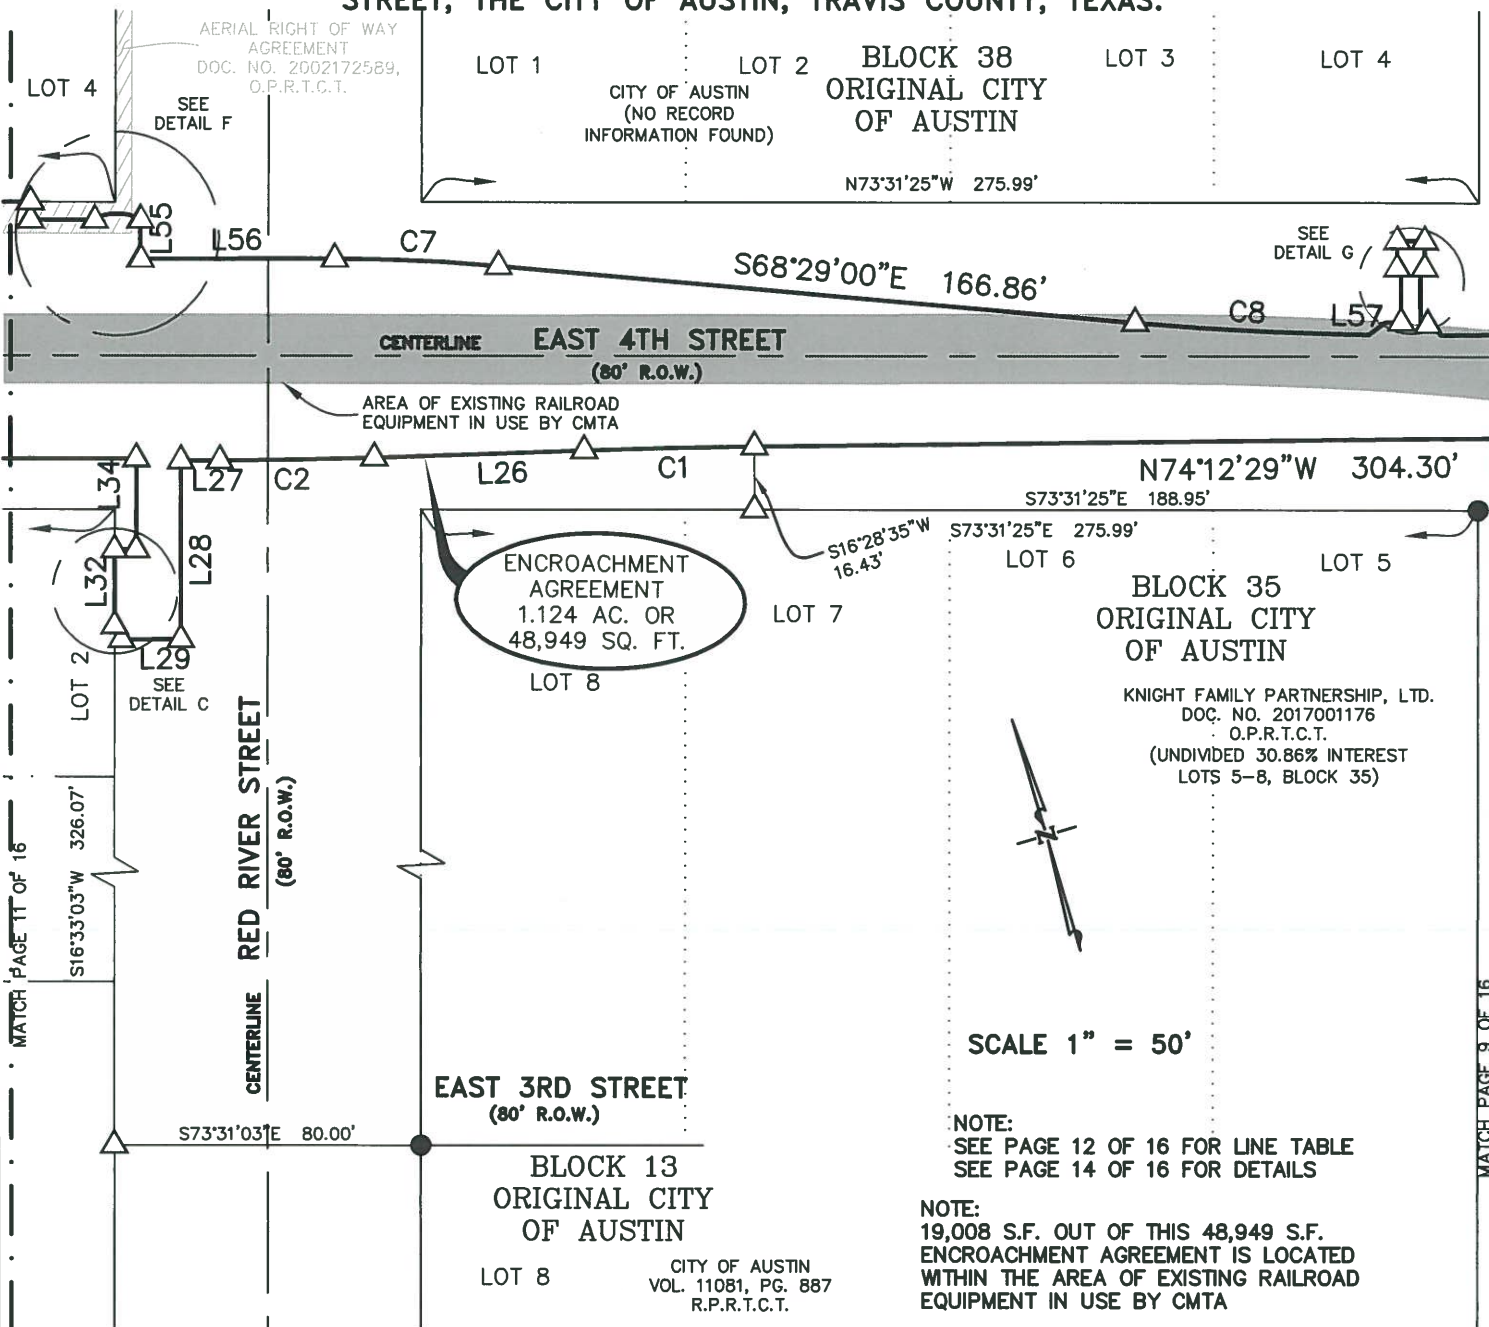 STREET, THE CITY OF AUSTIN, TRAVIS COUNTY, TEXAS.
AERIAL RIGHT OF WAY
AGREEMENT
DOC. NO. 2002172589,
O.P.R.T.C.T.
LOT 4
SEE
DETAIL F
LOT 1
LOT 2
CITY OF AUSTIN
(NO RECORD
INFORMATION FOUND)
BLOCK 38
ORIGINAL CITY
OF AUSTIN
LOT 3
LOT 4
N73°31'25"W 275.99'
L55
L56
C7
S68°29'00"E 166.86'
SEE
DETAIL G
C8
L57
CENTERLINE
EAST 4TH STREET
(80' R.O.W.)
AREA OF EXISTING RAILROAD
EQUIPMENT IN USE BY CMTA
L34
L27
C2
L26
C1
N74°12'29"W 304.30'
S73°31'25"E 188.95'
S73°31'25"E 275.99'
S16°28'35"W
16.43'
L32
L28
L29
SEE
DETAIL C
LOT 2
ENCROACHMENT
AGREEMENT
1.124 AC. OR
48,949 SQ. FT.
LOT 8
LOT 7
LOT 6
LOT 5
BLOCK 35
ORIGINAL CITY
OF AUSTIN
KNIGHT FAMILY PARTNERSHIP, LTD.
DOC. NO. 2017001176
O.P.R.T.C.T.
(UNDIVIDED 30.86% INTEREST
LOTS 5-8, BLOCK 35)
N
MATCH PAGE 11 OF 16
S16°33'03"W 326.07'
CENTERLINE
RED RIVER STREET
(80' R.O.W.)
SCALE 1" = 50'
MATCH PAGE 9 OF 16
EAST 3RD STREET
(80' R.O.W.)
S73°31'03"E 80.00'
BLOCK 13
ORIGINAL CITY
OF AUSTIN
LOT 8
CITY OF AUSTIN
VOL. 11081, PG. 887
R.P.R.T.C.T.
NOTE:
SEE PAGE 12 OF 16 FOR LINE TABLE
SEE PAGE 14 OF 16 FOR DETAILS
NOTE:
19,008 S.F. OUT OF THIS 48,949 S.F.
ENCROACHMENT AGREEMENT IS LOCATED
WITHIN THE AREA OF EXISTING RAILROAD
EQUIPMENT IN USE BY CMTA